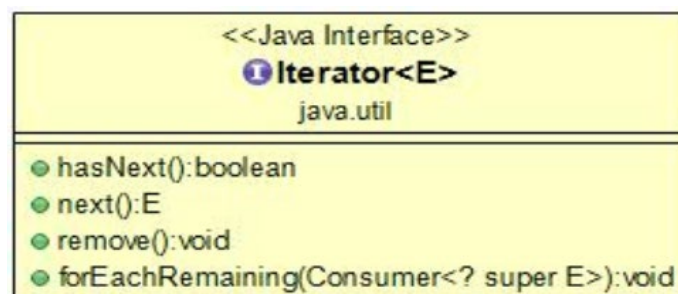 <<Java Interface>>
I Iterator<E>
java.util
hasNext():boolean
next():E
remove():void
forEachRemaining(Consumer<? super E>):void